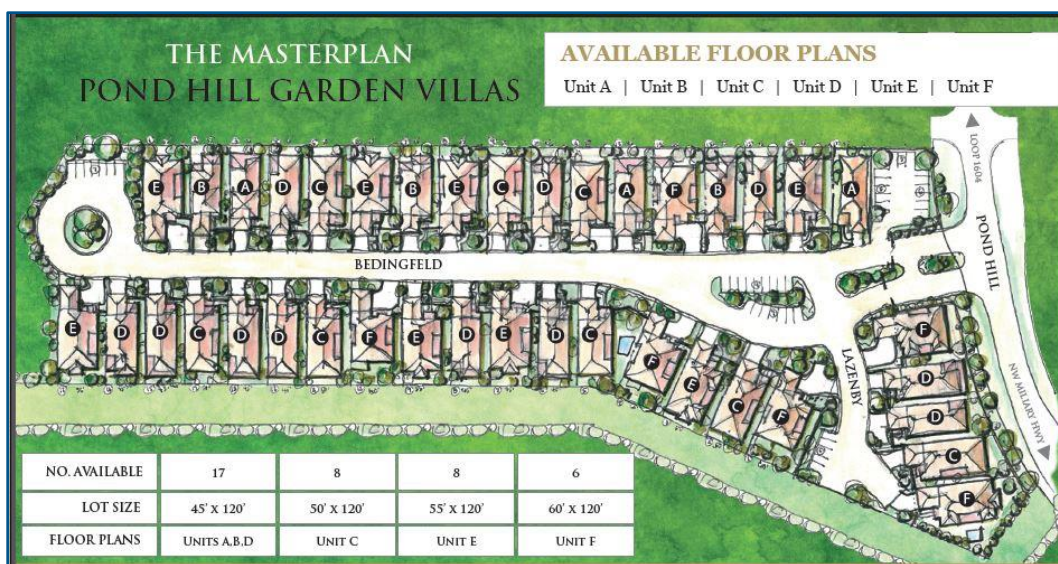 THE MASTERPLAN
POND HILL GARDEN VILLAS
AVAILABLE FLOOR PLANS
Unit A | Unit B | Unit C | Unit D | Unit E | Unit F
LOOP 1604
POND HILL
NW MILIARY HWY
E B A D C E B E C D C A F B D E A
BEDINGFELD
E D D C D D C F E D E D C
F E C F
LAZENBY
F
D
D
C
F
NO. AVAILABLE 17 8 8 6
LOT SIZE 45' X 120' 50' X 120' 55' X 120' 60' X 120'
FLOOR PLANS UNITS A,B,D UNIT C UNIT E UNIT F